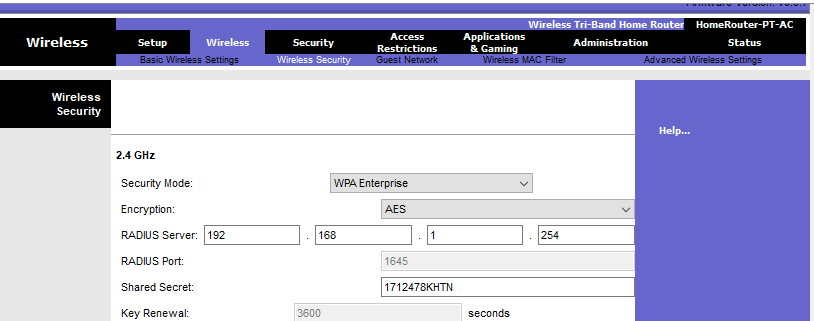 Wireless Tri-Band Home Router HomeRouter-PT-AC
Wireless Setup Wireless Security Access Restrictions Applications & Gaming Administration Status
Basic Wireless Settings Wireless Security Guest Network Wireless MAC Filter Advanced Wireless Settings
Wireless Security
Help...
2.4 GHz
Security Mode: WPA Enterprise
Encryption: AES
RADIUS Server: 192 . 168 . 1 . 254
RADIUS Port: 1645
Shared Secret: 1712478KHTN
Key Renewal: 3600 seconds